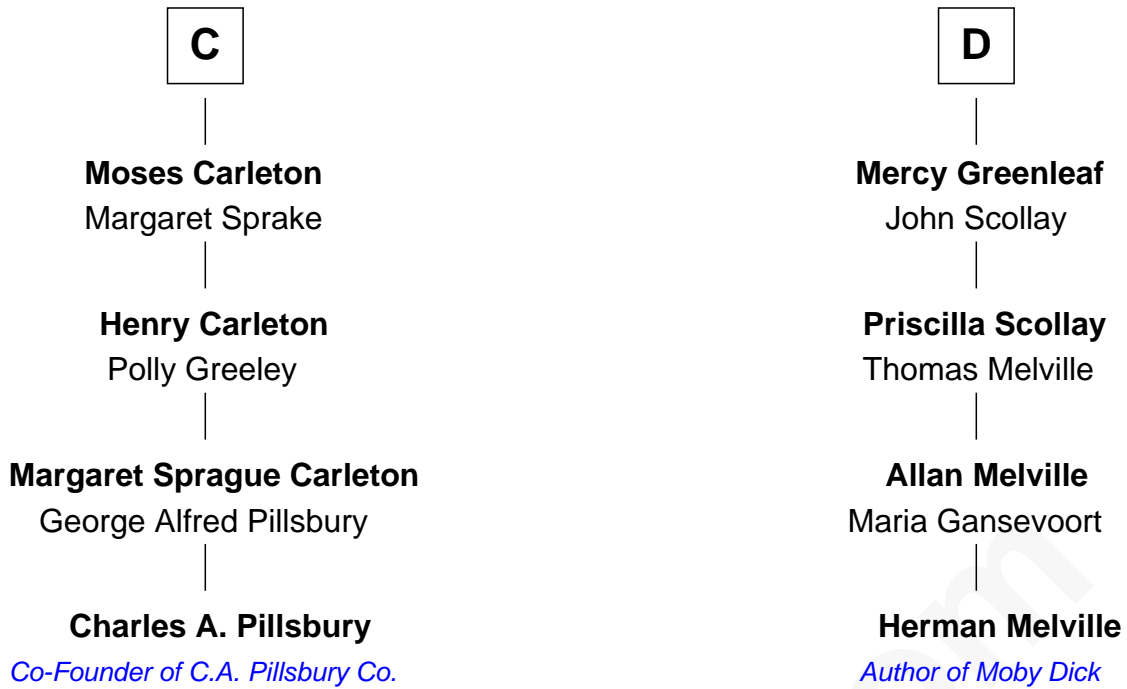 C
Moses Carleton
Margaret Sprake
Henry Carleton
Polly Greeley
Margaret Sprague Carleton
George Alfred Pillsbury
Charles A. Pillsbury
Co-Founder of C.A. Pillsbury Co.
D
Mercy Greenleaf
John Scollay
Priscilla Scollay
Thomas Melville
Allan Melville
Maria Gansevoort
Herman Melville
Author of Moby Dick